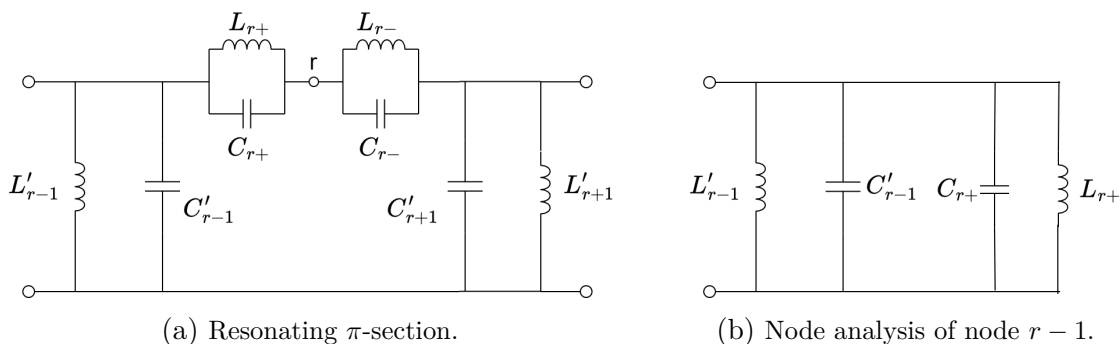 L_{r+} L_{r-}
r
C_{r+} C_{r-}
L'_{r-1} C'_{r-1} C'_{r+1} L'_{r+1}
L'_{r-1} C'_{r-1} C_{r+} L_{r+}
(a) Resonating π-section.
(b) Node analysis of node r − 1.